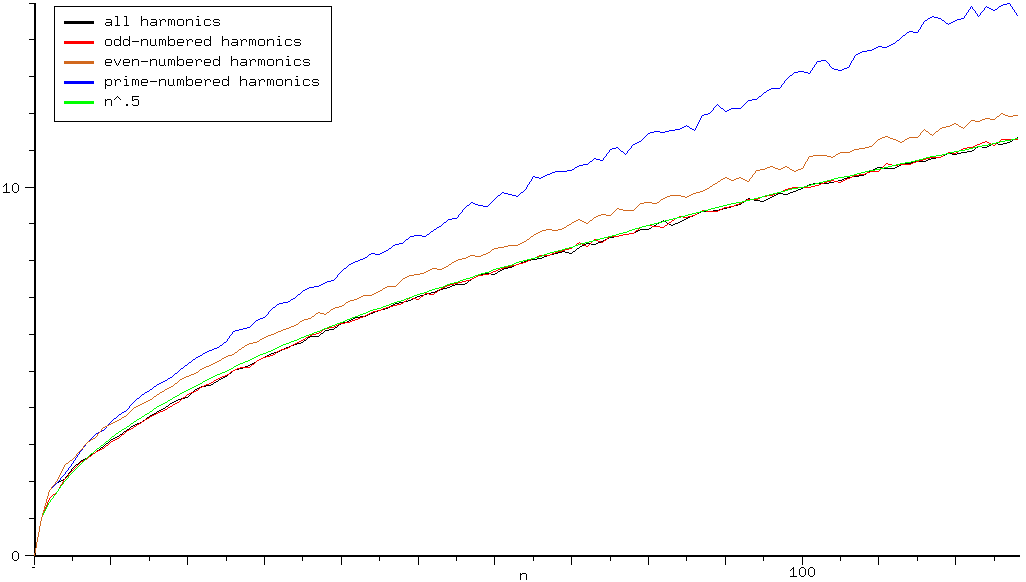 all harmonics
odd-numbered harmonics
even-numbered harmonics
prime-numbered harmonics
n^.5
10
0
100
n